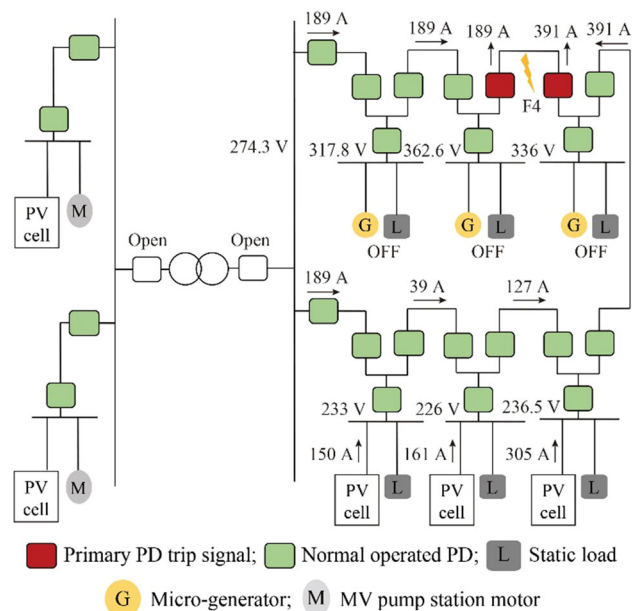 189 A
189 A
189 A
391 A
391 A
F4
274.3 V
317.8 V
362.6 V
336 V
PV
cell
M
G
L
G
L
G
L
OFF
OFF
OFF
Open
Open
189 A
39 A
127 A
233 V
226 V
236.5 V
150 A
161 A
305 A
PV
cell
M
PV
cell
L
PV
cell
L
PV
cell
L
Primary PD trip signal; Normal operated PD; L Static load
G Micro-generator; M MV pump station motor